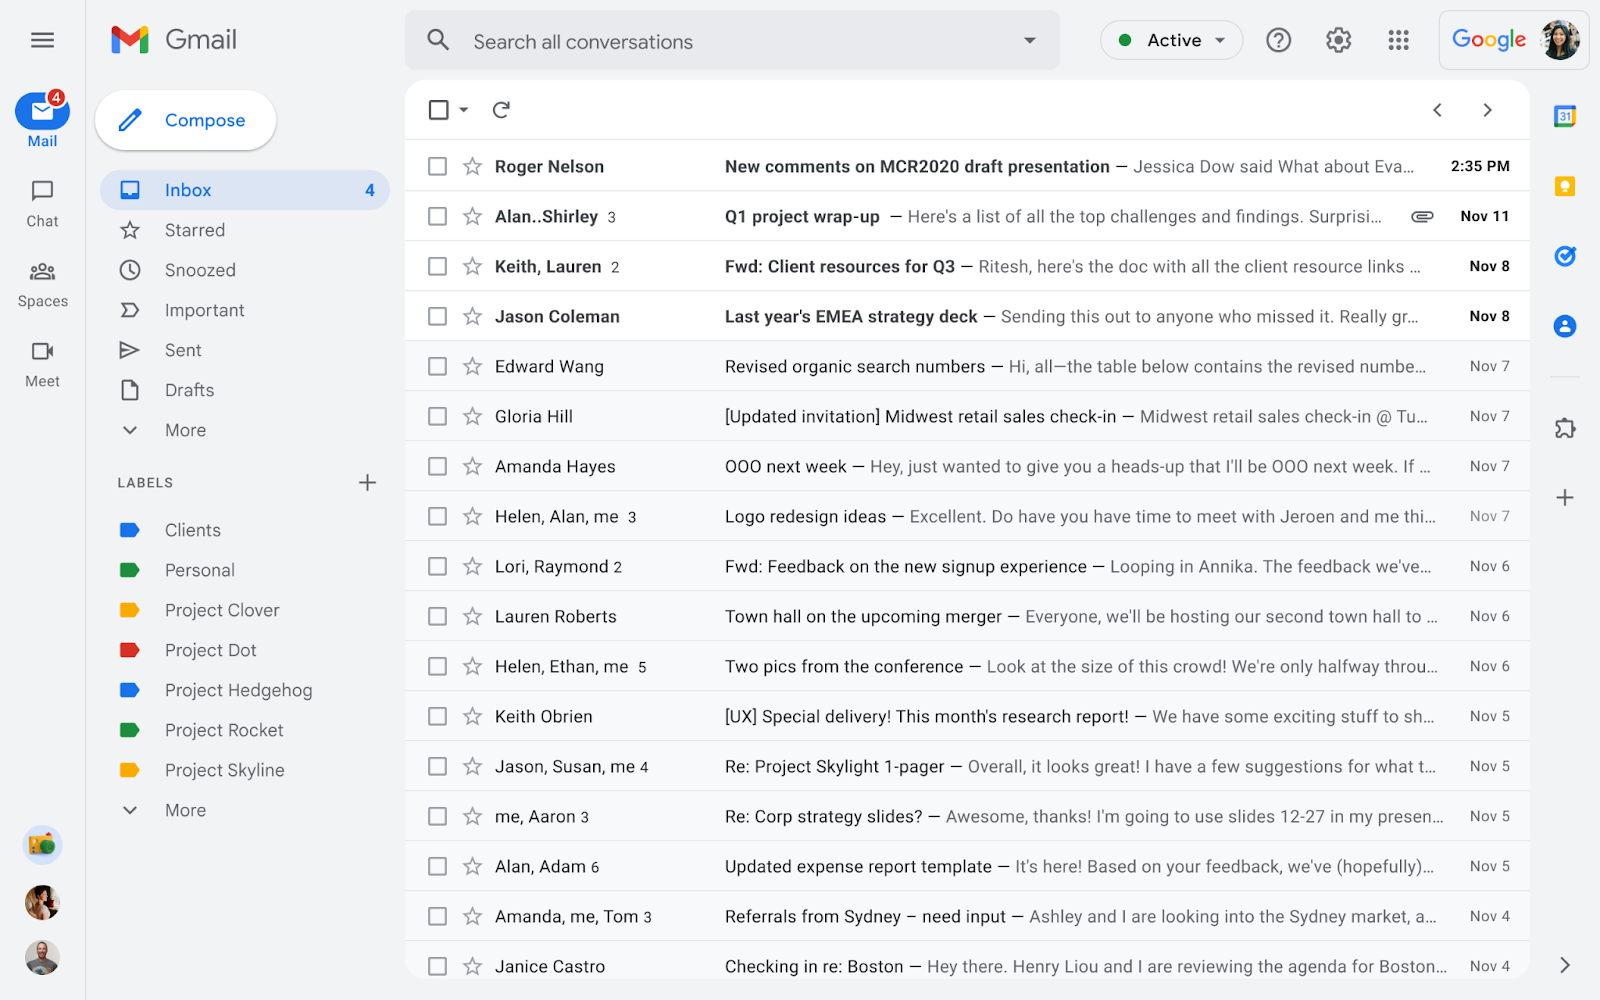 Gmail
Search all conversations
Active
Google
4
Mail
Chat
Spaces
Meet
Compose
Inbox 4
Starred
Snoozed
Important
Sent
Drafts
More
LABELS
Clients
Personal
Project Clover
Project Dot
Project Hedgehog
Project Rocket
Project Skyline
More
Roger Nelson New comments on MCR2020 draft presentation — Jessica Dow said What about Eva... 2:35 PM
Alan..Shirley 3 Q1 project wrap-up — Here's a list of all the top challenges and findings. Surprisi... Nov 11
Keith, Lauren 2 Fwd: Client resources for Q3 — Ritesh, here's the doc with all the client resource links ... Nov 8
Jason Coleman Last year's EMEA strategy deck — Sending this out to anyone who missed it. Really gr... Nov 8
Edward Wang Revised organic search numbers — Hi, all—the table below contains the revised numbe... Nov 7
Gloria Hill [Updated invitation] Midwest retail sales check-in — Midwest retail sales check-in @ Tu... Nov 7
Amanda Hayes OOO next week — Hey, just wanted to give you a heads-up that I'll be OOO next week. If ... Nov 7
Helen, Alan, me 3 Logo redesign ideas — Excellent. Do have you have time to meet with Jeroen and me thi... Nov 7
Lori, Raymond 2 Fwd: Feedback on the new signup experience — Looping in Annika. The feedback we've... Nov 6
Lauren Roberts Town hall on the upcoming merger — Everyone, we'll be hosting our second town hall to ... Nov 6
Helen, Ethan, me 5 Two pics from the conference — Look at the size of this crowd! We're only halfway throu... Nov 6
Keith Obrien [UX] Special delivery! This month's research report! — We have some exciting stuff to sh... Nov 5
Jason, Susan, me 4 Re: Project Skylight 1-pager — Overall, it looks great! I have a few suggestions for what t... Nov 5
me, Aaron 3 Re: Corp strategy slides? — Awesome, thanks! I'm going to use slides 12-27 in my presen... Nov 5
Alan, Adam 6 Updated expense report template — It's here! Based on your feedback, we've (hopefully)... Nov 5
Amanda, me, Tom 3 Referrals from Sydney – need input — Ashley and I are looking into the Sydney market, a... Nov 4
Janice Castro Checking in re: Boston — Hey there. Henry Liou and I are reviewing the agenda for Boston... Nov 4
31